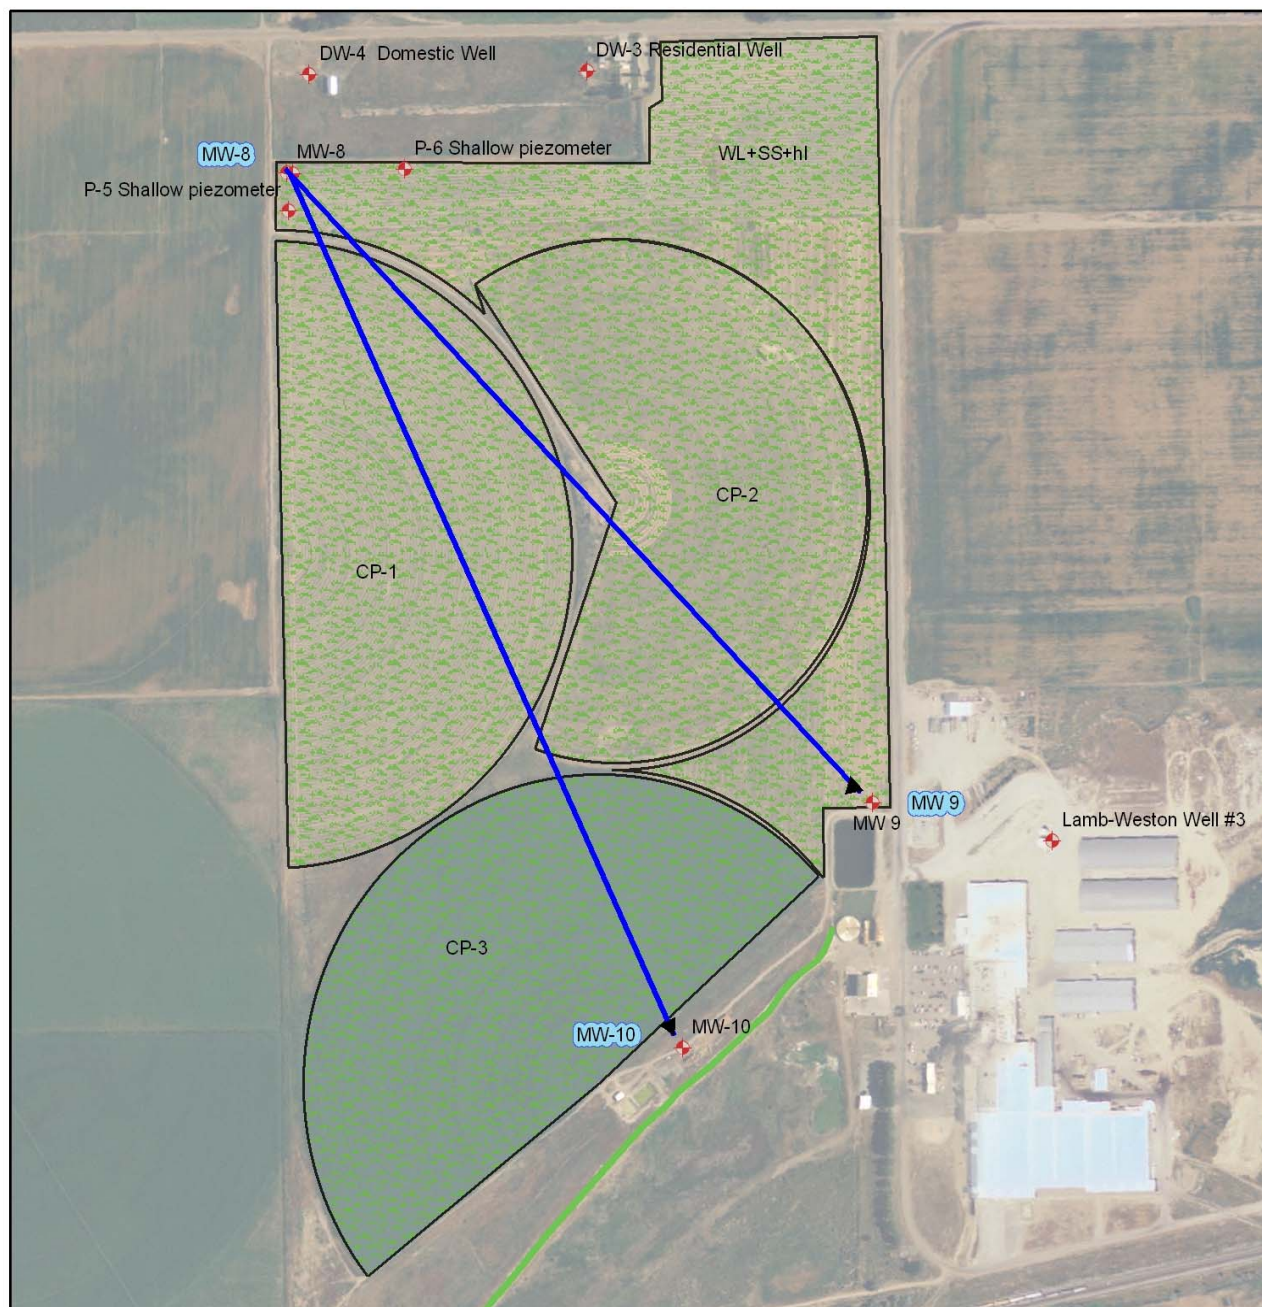 DW-4 Domestic Well
DW-3 Residential Well
MW-8
MW-8
P-6 Shallow piezometer
WL+SS+hl
P-5 Shallow piezometer
CP-2
CP-1
MW 9
MW 9
Lamb-Weston Well #3
CP-3
MW-10
MW-10